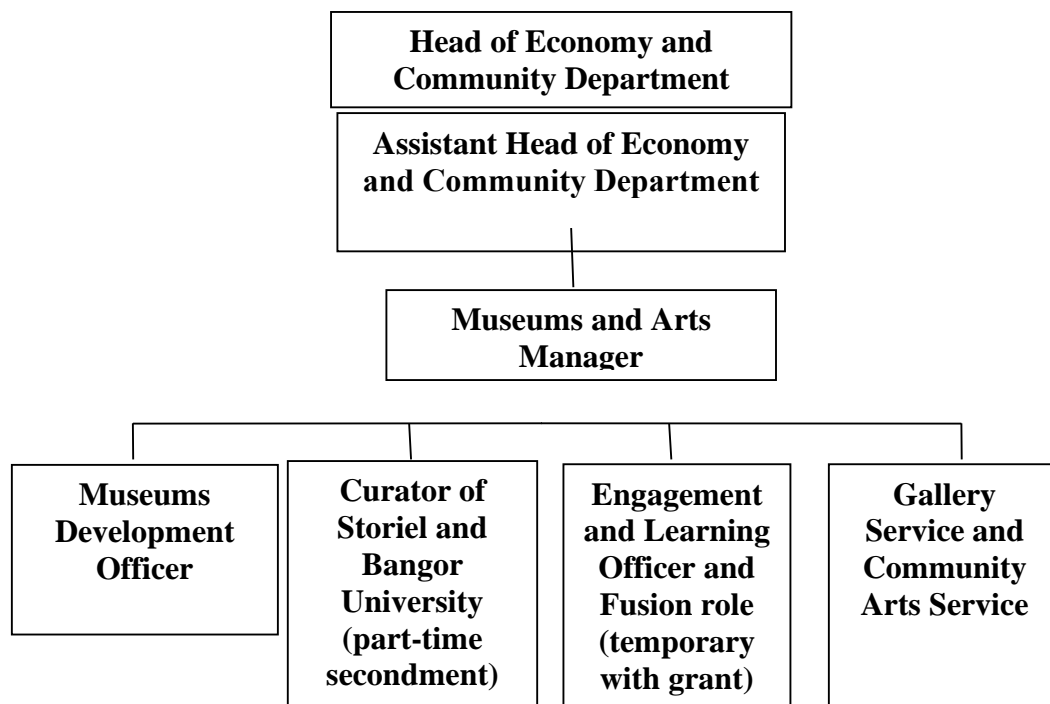 Head of Economy and
Community Department
Assistant Head of Economy
and Community Department
Museums and Arts
Manager
Museums
Development
Officer
Curator of
Storiel and
Bangor
University
(part-time
secondment)
Engagement
and Learning
Officer and
Fusion role
(temporary
with grant)
Gallery
Service and
Community
Arts Service